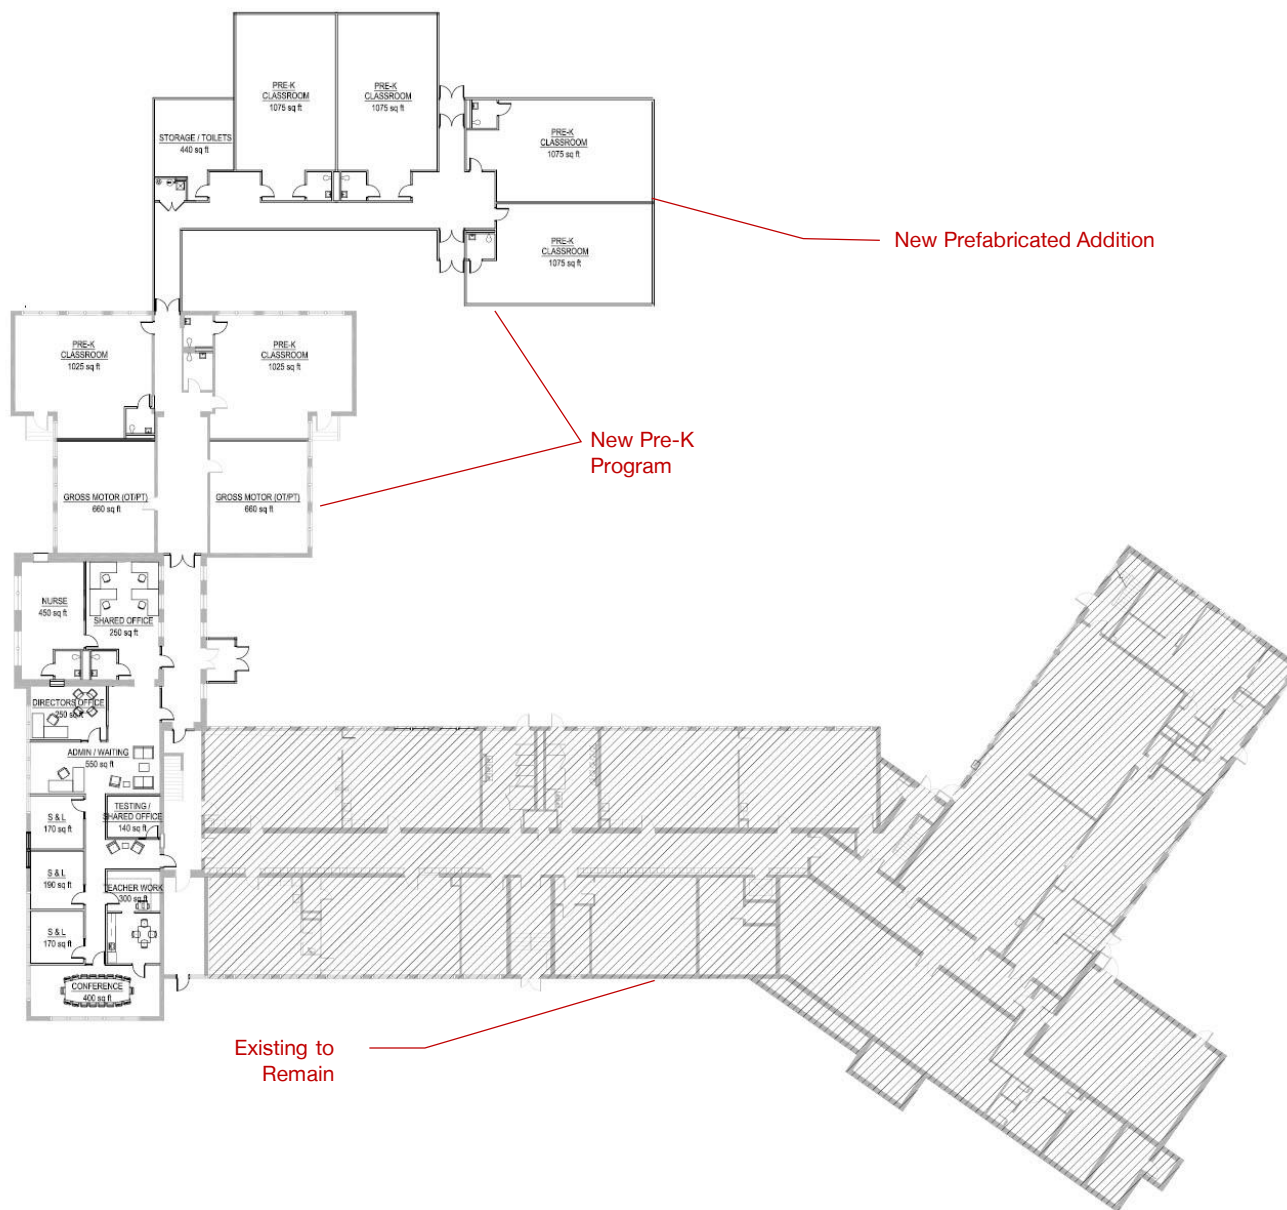 PRE-K
CLASSROOM
1075 sq ft
PRE-K
CLASSROOM
1075 sq ft
STORAGE / TOILETS
440 sq ft
PRE-K
CLASSROOM
1075 sq ft
PRE-K
CLASSROOM
1075 sq ft
New Prefabricated Addition
PRE-K
CLASSROOM
1025 sq ft
PRE-K
CLASSROOM
1025 sq ft
New Pre-K
Program
GROSS MOTOR (OT/PT)
660 sq ft
GROSS MOTOR (OT/PT)
660 sq ft
NURSE
450 sq ft
SHARED OFFICE
250 sq ft
DIRECTORS OFFICE
250 sq ft
ADMIN / WAITING
550 sq ft
S & L
170 sq ft
TESTING /
SHARED OFFICE
140 sq ft
S & L
190 sq ft
TEACHER WORK
300 sq ft
S & L
170 sq ft
CONFERENCE
400 sq ft
Existing to
Remain